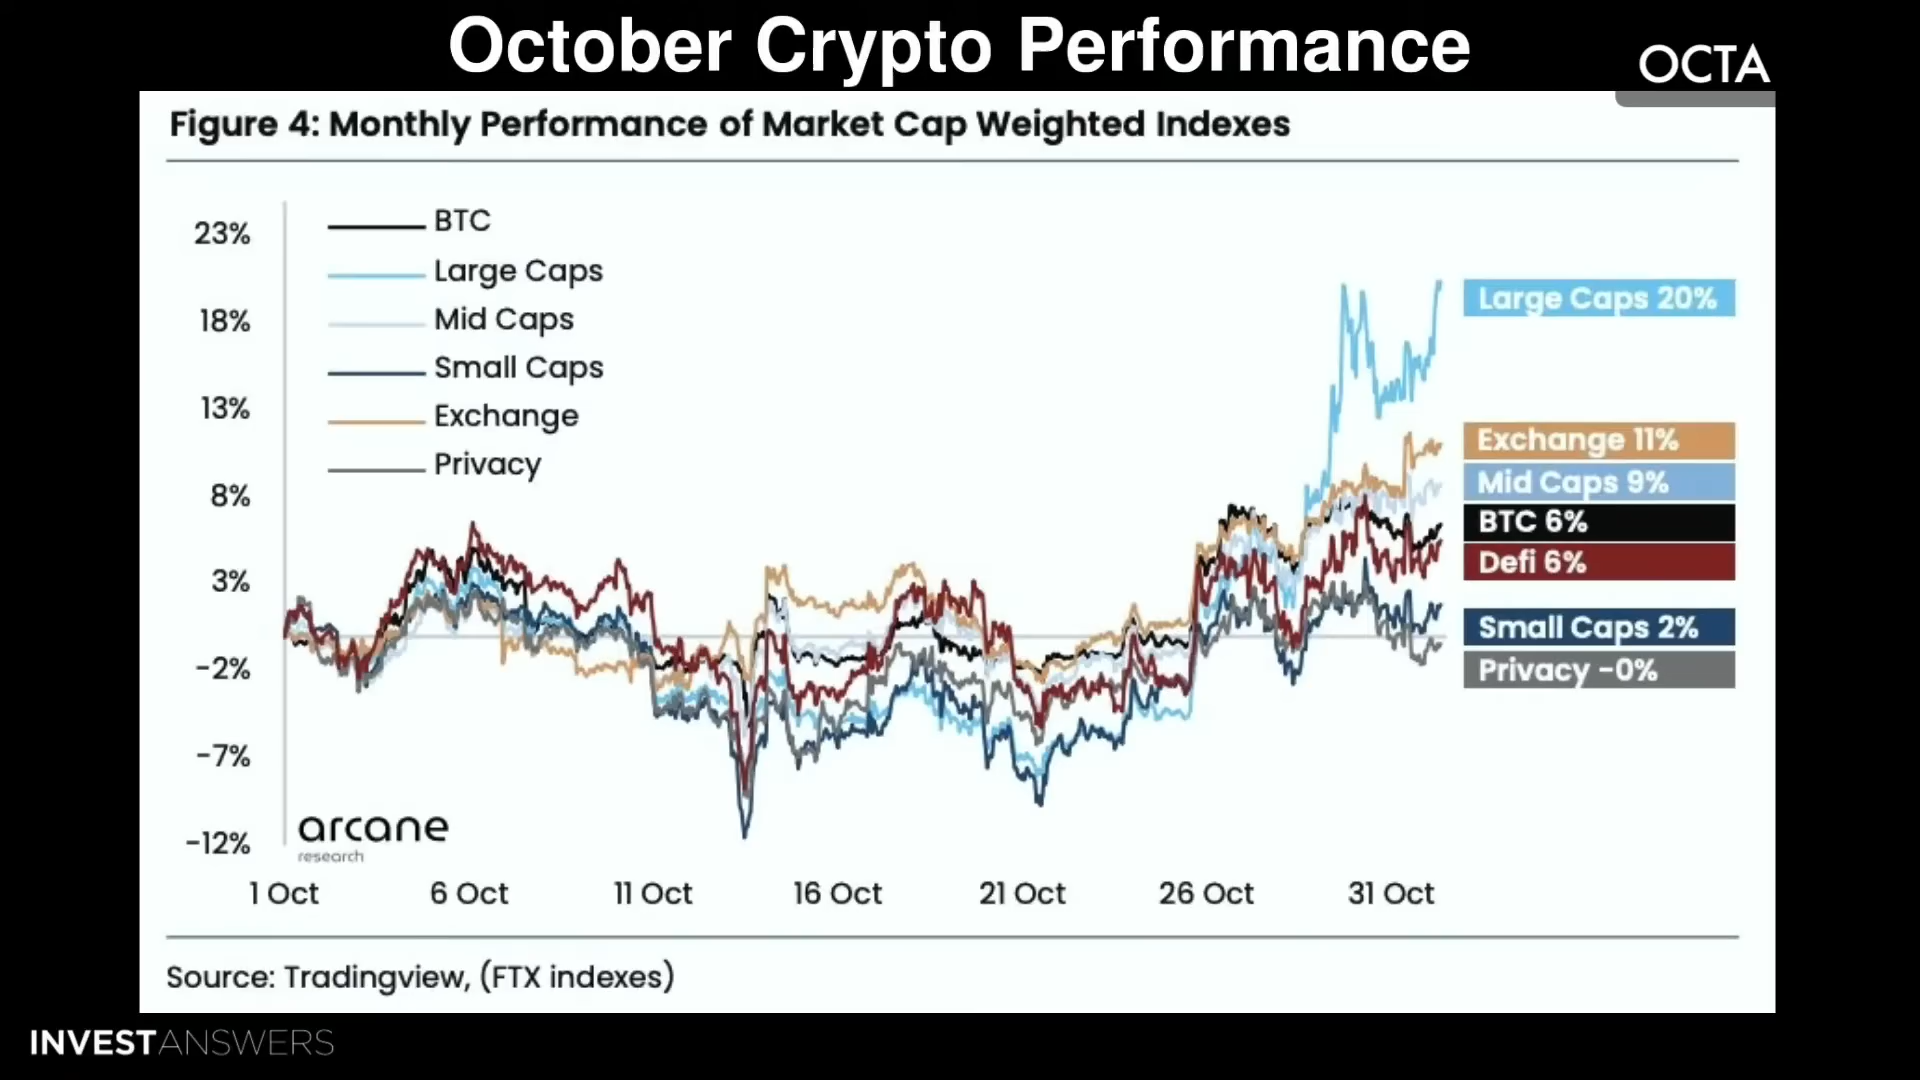 October Crypto Performance
OCTA
Figure 4: Monthly Performance of Market Cap Weighted Indexes
23%
18%
13%
8%
3%
-2%
-7%
-12%
BTC
Large Caps
Mid Caps
Small Caps
Exchange
Privacy
Large Caps 20%
Exchange 11%
Mid Caps 9%
BTC 6%
Defi 6%
Small Caps 2%
Privacy -0%
arcane
research
1 Oct 6 Oct 11 Oct 16 Oct 21 Oct 26 Oct 31 Oct
Source: Tradingview, (FTX indexes)
INVESTANSWERS